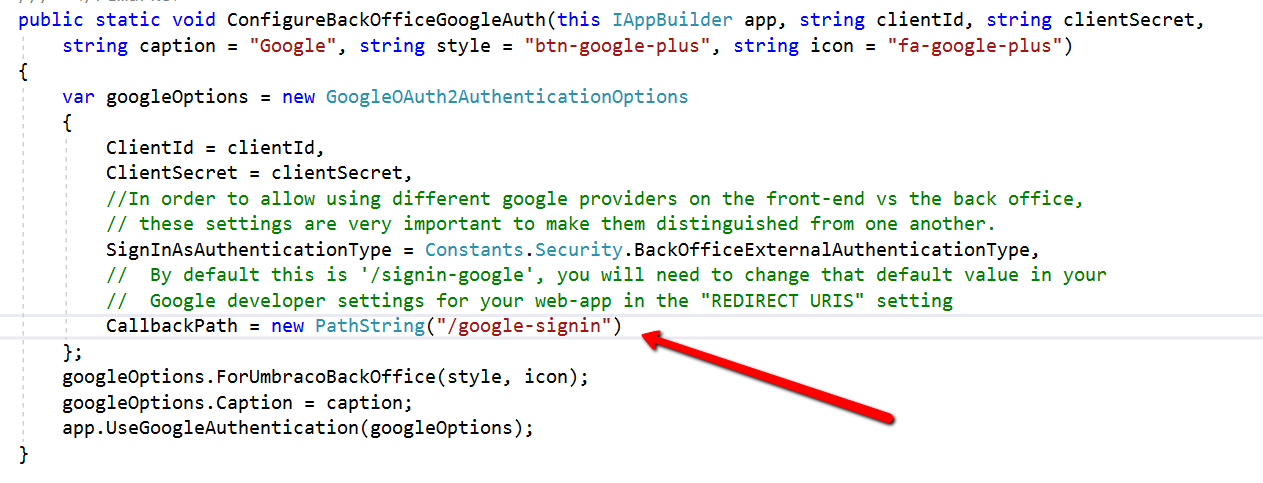 public static void ConfigureBackOfficeGoogleAuth(this IAppBuilder app, string clientId, string clientSecret,
string caption = "Google", string style = "btn-google-plus", string icon = "fa-google-plus")
{
var googleOptions = new GoogleOAuth2AuthenticationOptions
{
ClientId = clientId,
ClientSecret = clientSecret,
//In order to allow using different google providers on the front-end vs the back office,
// these settings are very important to make them distinguished from one another.
SignInAsAuthenticationType = Constants.Security.BackOfficeExternalAuthenticationType,
//  By default this is '/signin-google', you will need to change that default value in your
//  Google developer settings for your web-app in the "REDIRECT URIS" setting
CallbackPath = new PathString("/google-signin")
};
googleOptions.ForUmbracoBackOffice(style, icon);
googleOptions.Caption = caption;
app.UseGoogleAuthentication(googleOptions);
}